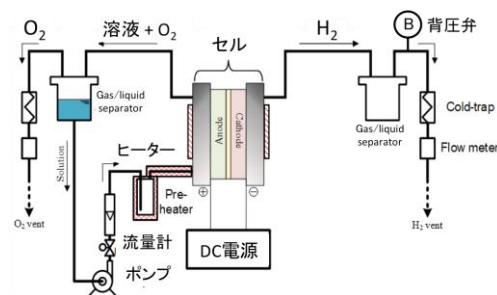 O2
溶液 + O2
セル
H2
B
背圧弁
Gas/liquid
separator
Anode
Cathode
Gas/liquid
separator
Cold-trap
Flow meter
ヒーター
Pre-
heater
Solution
⊕
⊖
O2 vent
流量計
ポンプ
DC電源
H2 vent